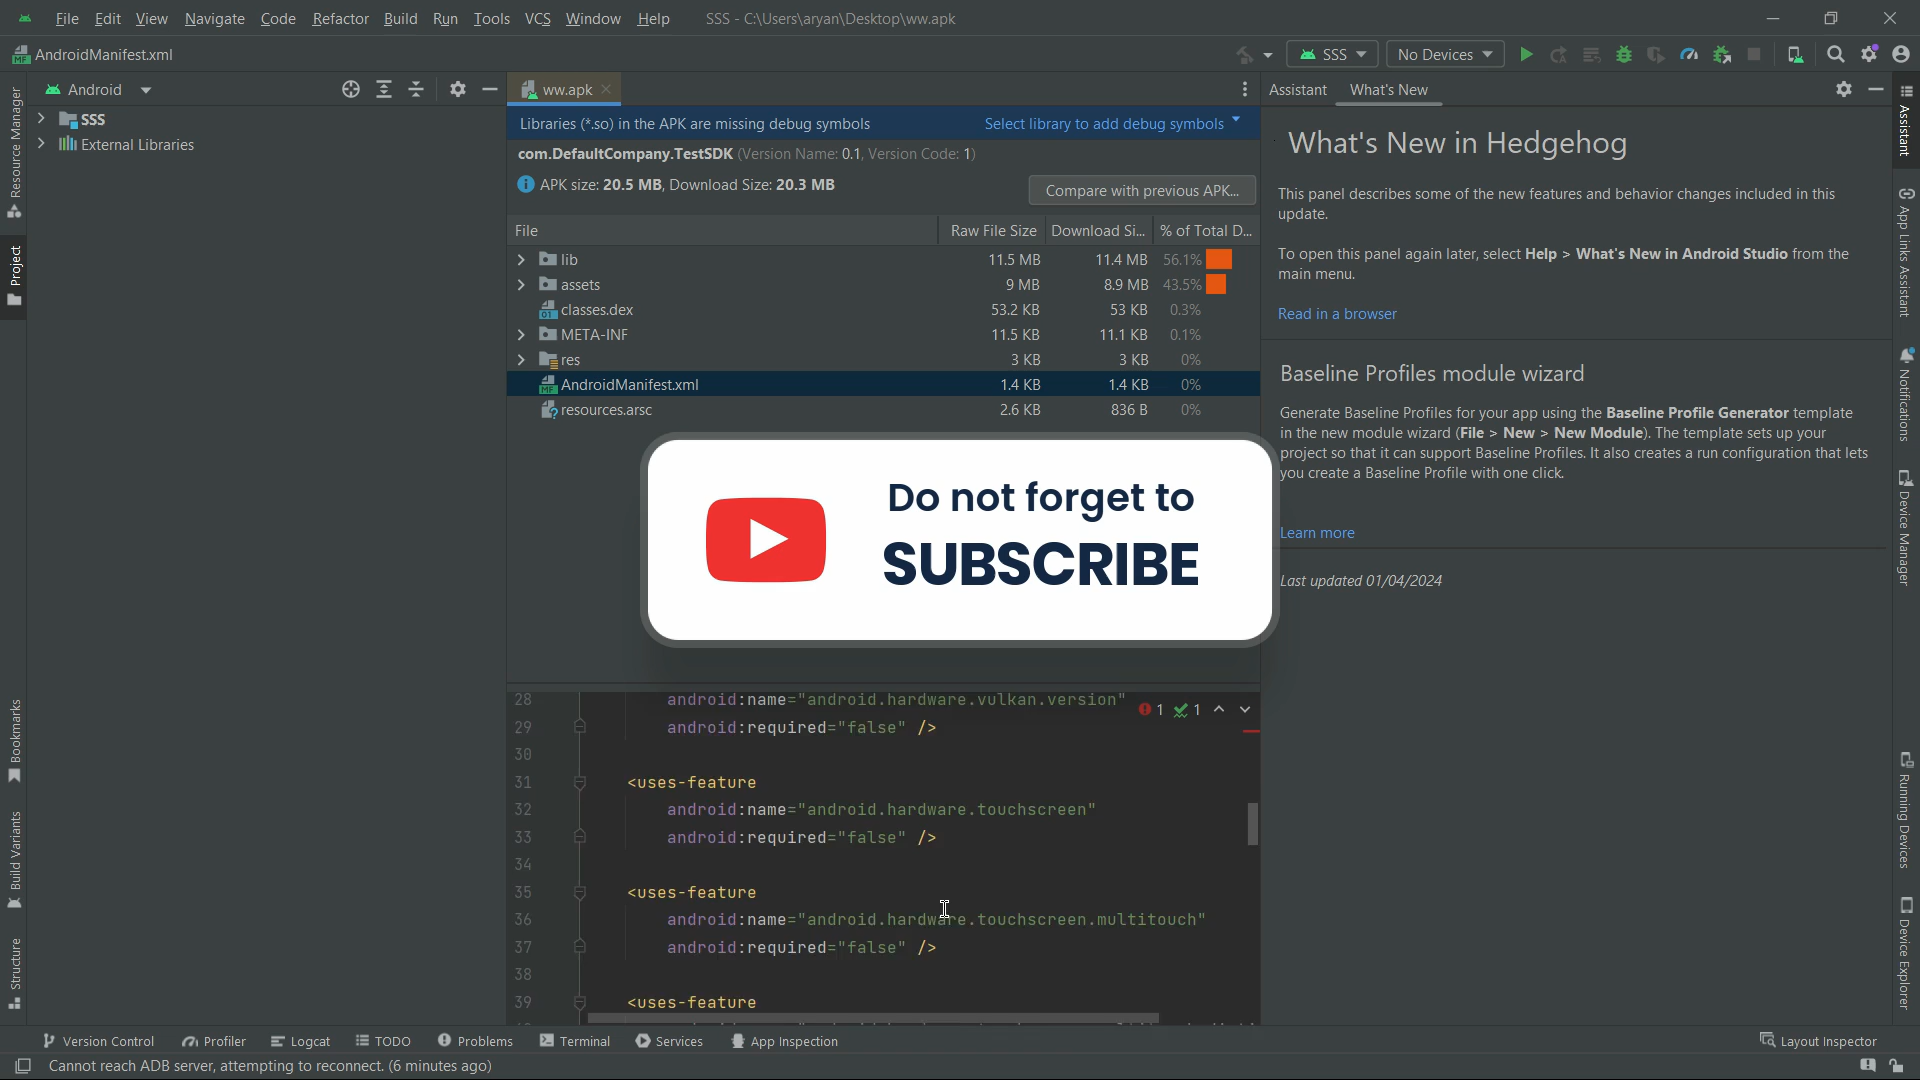 File Edit View Navigate Code Refactor Build Run Tools VCS Window Help SSS - C:\Users\aryan\Desktop\ww.apk
AndroidManifest.xml
SSS
No Devices
Android
SSS
External Libraries
Resource Manager
Project
Bookmarks
Build Variants
Structure
ww.apk
Libraries (*.so) in the APK are missing debug symbols Select library to add debug symbols
com.DefaultCompany.TestSDK (Version Name: 0.1, Version Code: 1)
APK size: 20.5 MB, Download Size: 20.3 MB
Compare with previous APK...
File Raw File Size Download Si... % of Total D...
lib 11.5 MB 11.4 MB 56.1%
assets 9 MB 8.9 MB 43.5%
classes.dex 53.2 KB 53 KB 0.3%
META-INF 11.5 KB 11.1 KB 0.1%
res 3 KB 3 KB 0%
AndroidManifest.xml 1.4 KB 1.4 KB 0%
resources.arsc 2.6 KB 836 B 0%
Do not forget to
SUBSCRIBE
28 android:name="android.hardware.vulkan.version"
1 1
29 android:required="false" />
30
31 <uses-feature
32 android:name="android.hardware.touchscreen"
33 android:required="false" />
34
35 <uses-feature
36 android:name="android.hardware.touchscreen.multitouch"
37 android:required="false" />
38
39 <uses-feature
Assistant What's New
What's New in Hedgehog
This panel describes some of the new features and behavior changes included in this
update.
To open this panel again later, select Help > What's New in Android Studio from the
main menu.
Read in a browser
Baseline Profiles module wizard
Generate Baseline Profiles for your app using the Baseline Profile Generator template
in the new module wizard (File > New > New Module). The template sets up your
project so that it can support Baseline Profiles. It also creates a run configuration that lets
you create a Baseline Profile with one click.
Learn more
Last updated 01/04/2024
Assistant
App Links Assistant
Notifications
Device Manager
Running Devices
Device Explorer
Version Control Profiler Logcat TODO Problems Terminal Services App Inspection Layout Inspector
Cannot reach ADB server, attempting to reconnect. (6 minutes ago)